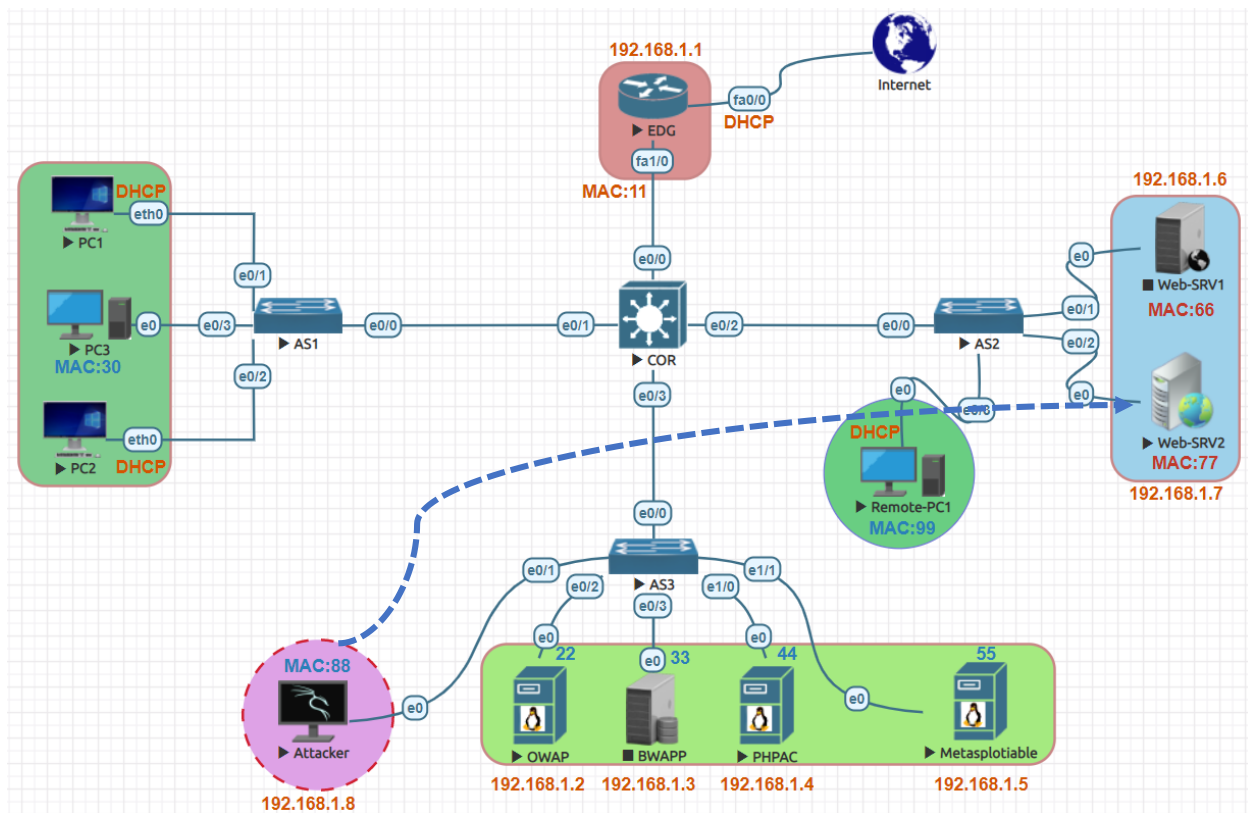 192.168.1.1
Internet
fa0/0
DHCP
EDG
fa1/0
MAC:11
DHCP
eth0
PC1
e0/1
e0
e0/3
PC3
MAC:30
AS1
e0/0
e0/2
eth0
PC2
DHCP
e0/0
e0/1
COR
e0/2
e0/3
192.168.1.6
e0
Web-SRV1
MAC:66
e0/0
AS2
e0/1
e0/2
e0
Web-SRV2
MAC:77
192.168.1.7
e0
e0/3
DHCP
Remote-PC1
MAC:99
e0/0
AS3
e0/1
e0/2
e0/3
e1/0
e1/1
MAC:88
e0
Attacker
192.168.1.8
e0
22
OWAP
192.168.1.2
e0
33
BWAPP
192.168.1.3
e0
44
PHPAC
192.168.1.4
e0
55
Metasplotiable
192.168.1.5